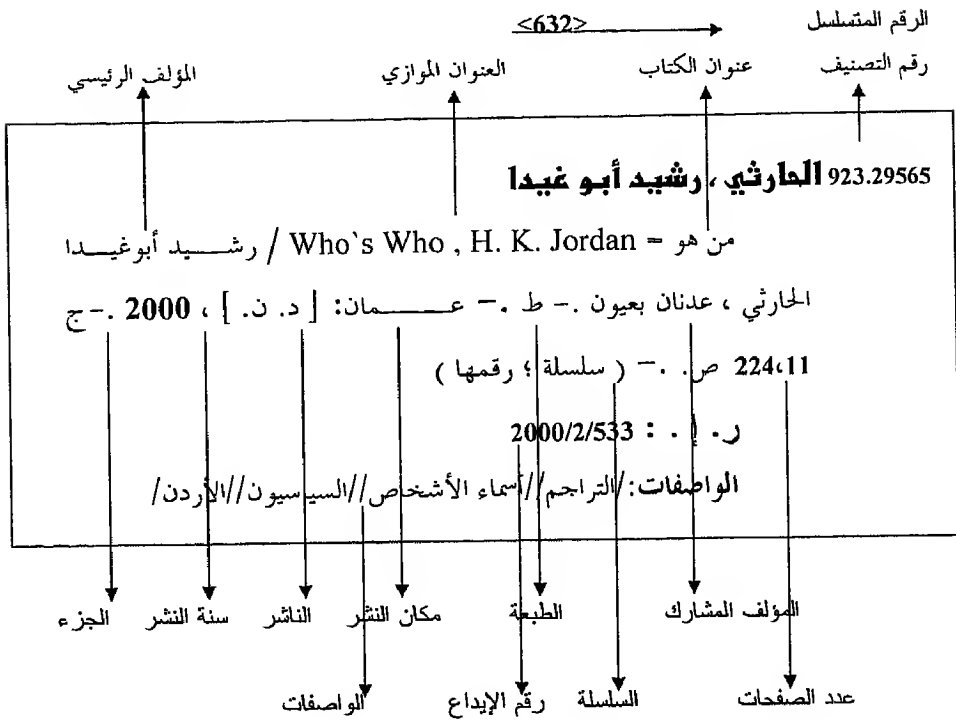 الرقم المتسلسل <632>
رقم التصنيف عنوان الكتاب العنوان الموازي المؤلف الرئيسي
923.29565 الحارثي ، رشيد أبو غيدا
من هو = Who`s Who , H. K. Jordan / رشيد أبوغيدا
الحارثي ، عدنان بعيون .– ط .– عمان: [ د. ن. ] ، 2000 .–ج
11،224 ص. .– ( سلسلة ؛ رقمها )
ر. إ. : 2000/2/533
الواصفات:/التراجم//أسماء الأشخاص//السياسيون//الأردن/
المؤلف المشارك الطبعة مكان النشر الناشر سنة النشر الجزء
عدد الصفحات السلسلة رقم الإيداع الواصفات